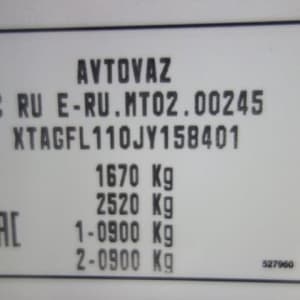 AVTOVAZ
RU E-RU.MT02.00245
XTAGFL110JY158401
1670 Kg
2520 Kg
1-0900 Kg
2-0900 Kg
527960